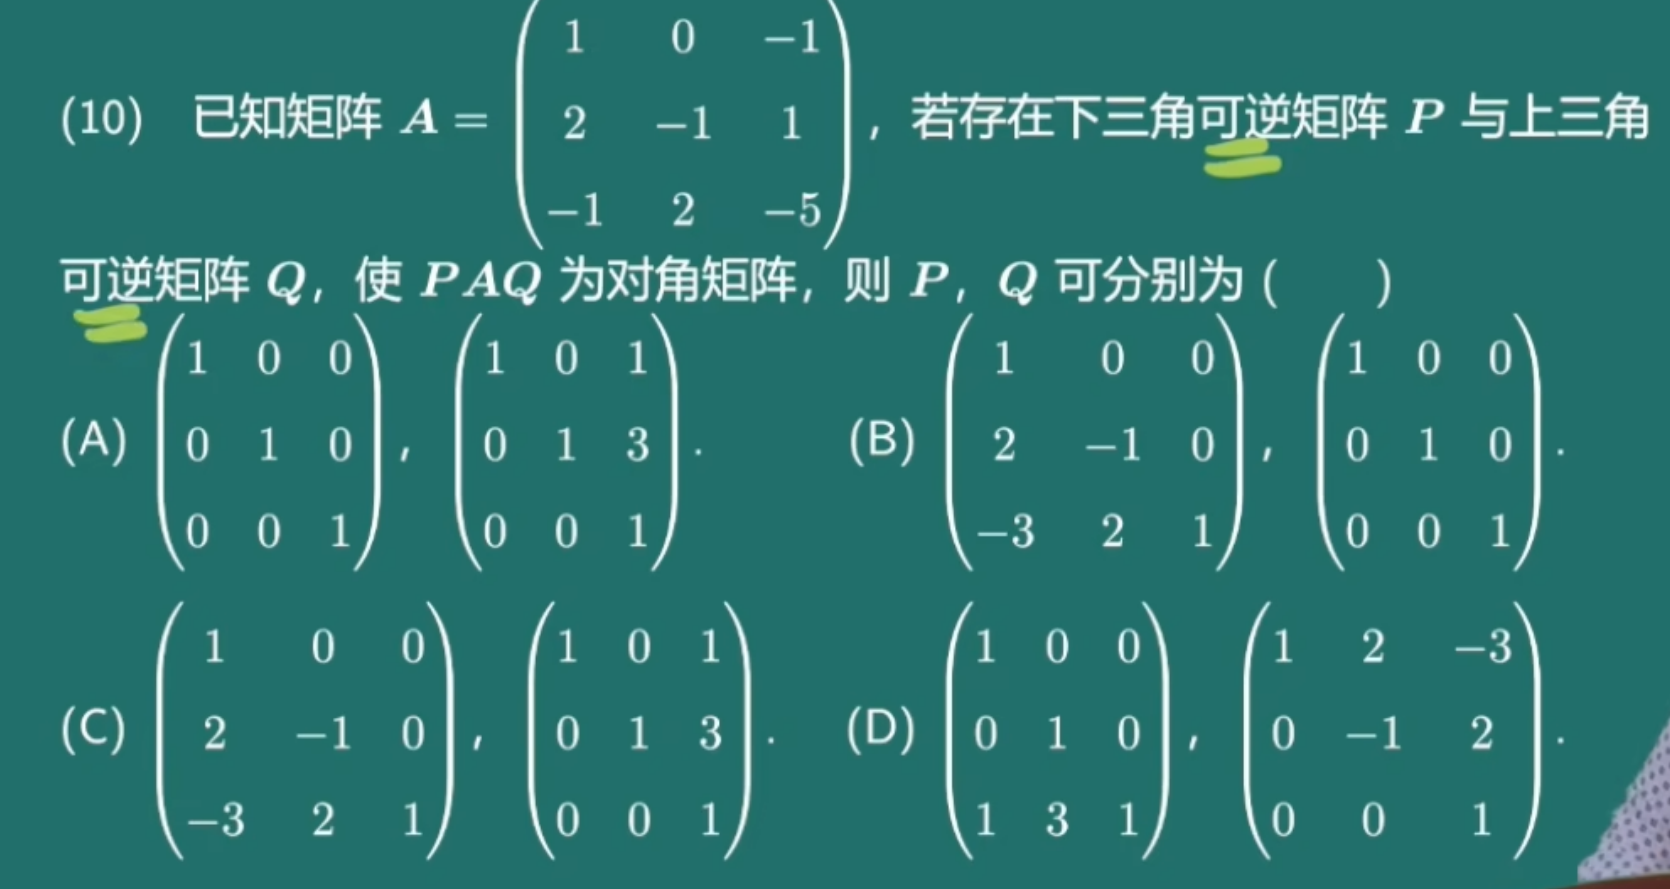 (10) 已知矩阵 A = \begin{pmatrix} 1 & 0 & -1 \\ 2 & -1 & 1 \\ -1 & 2 & -5 \end{pmatrix}, 若存在下三角可逆矩阵 P 与上三角
可逆矩阵 Q, 使 PAQ 为对角矩阵, 则 P, Q 可分别为 ( )
(A) \begin{pmatrix} 1 & 0 & 0 \\ 0 & 1 & 0 \\ 0 & 0 & 1 \end{pmatrix}, \begin{pmatrix} 1 & 0 & 1 \\ 0 & 1 & 3 \\ 0 & 0 & 1 \end{pmatrix}. (B) \begin{pmatrix} 1 & 0 & 0 \\ 2 & -1 & 0 \\ -3 & 2 & 1 \end{pmatrix}, \begin{pmatrix} 1 & 0 & 0 \\ 0 & 1 & 0 \\ 0 & 0 & 1 \end{pmatrix}.
(C) \begin{pmatrix} 1 & 0 & 0 \\ 2 & -1 & 0 \\ -3 & 2 & 1 \end{pmatrix}, \begin{pmatrix} 1 & 0 & 1 \\ 0 & 1 & 3 \\ 0 & 0 & 1 \end{pmatrix}. (D) \begin{pmatrix} 1 & 0 & 0 \\ 0 & 1 & 0 \\ 1 & 3 & 1 \end{pmatrix}, \begin{pmatrix} 1 & 2 & -3 \\ 0 & -1 & 2 \\ 0 & 0 & 1 \end{pmatrix}.